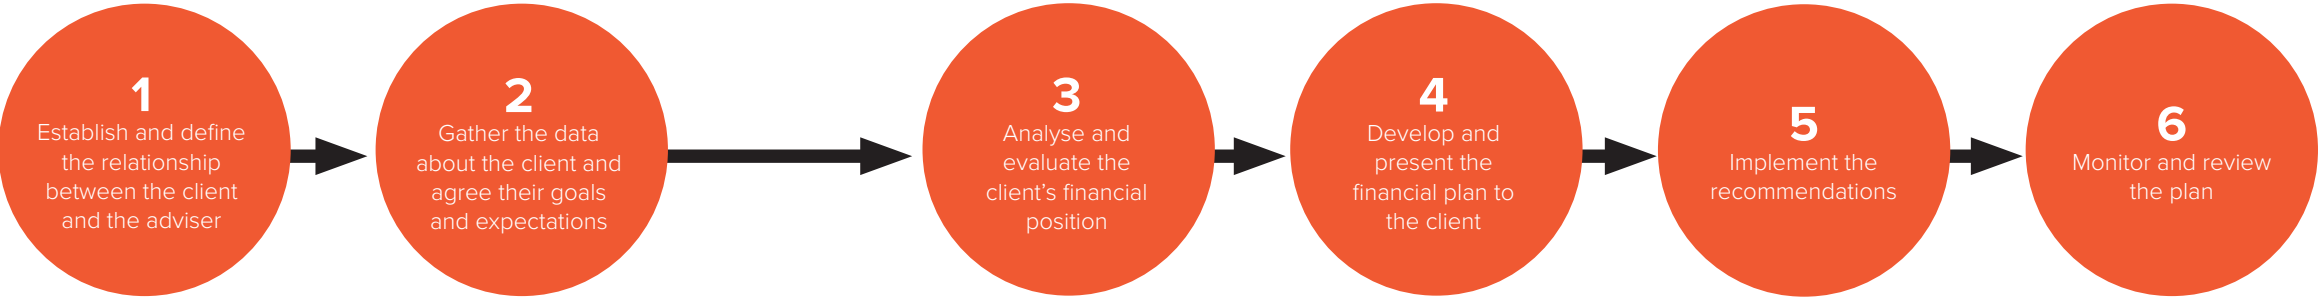 1
Establish and define
the relationship
between the client
and the adviser
2
Gather the data
about the client and
agree their goals
and expectations
3
Analyse and
evaluate the
client’s financial
position
4
Develop and
present the
financial plan to
the client
5
Implement the
recommendations
6
Monitor and review
the plan